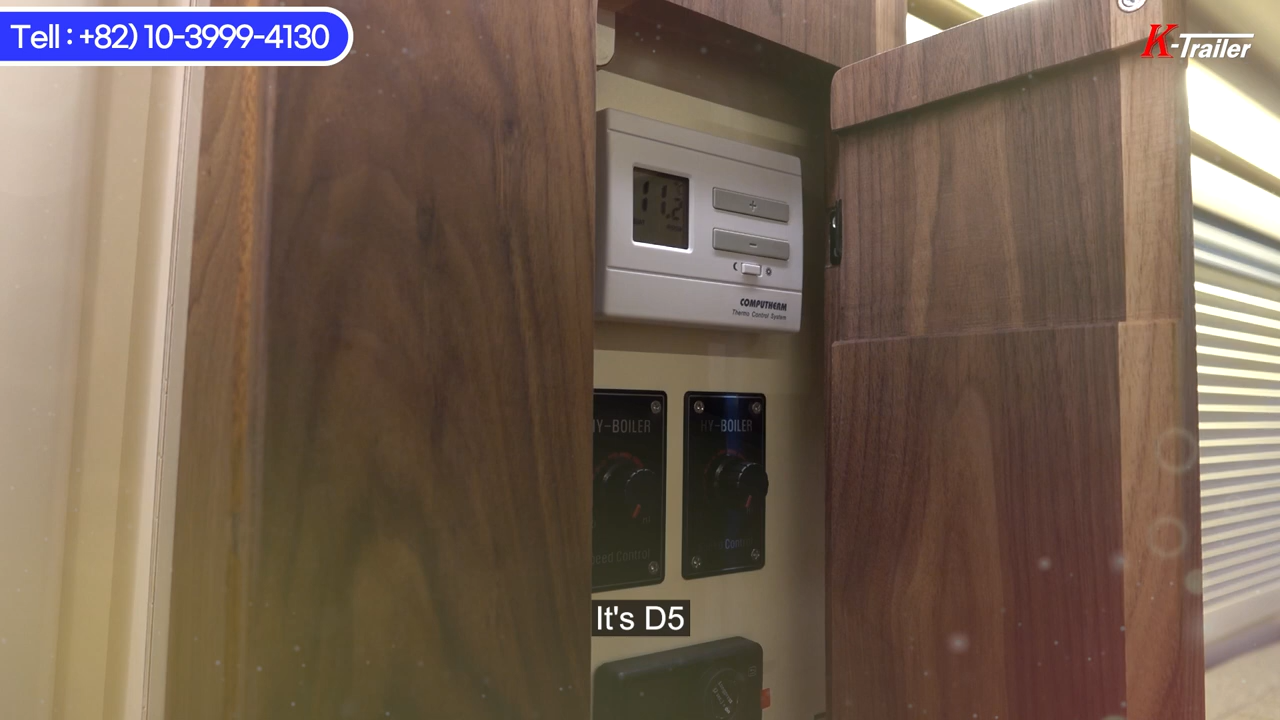 Tell : +82) 10-3999-4130
K-Trailer
11.2
+
-
COMPUTHERM
Thermo Control System
HY-BOILER
HY-BOILER
Control
It's D5